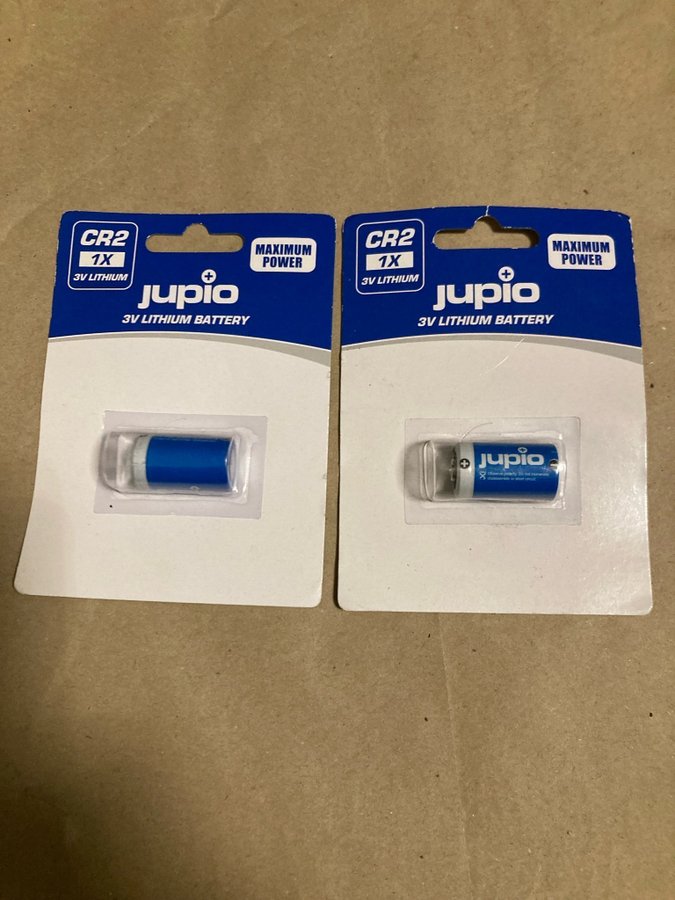 CR2
1X
3V LITHIUM
MAXIMUM
POWER
jupio
3V LITHIUM BATTERY
CR2
1X
3V LITHIUM
MAXIMUM
POWER
jupio
3V LITHIUM BATTERY
jupio